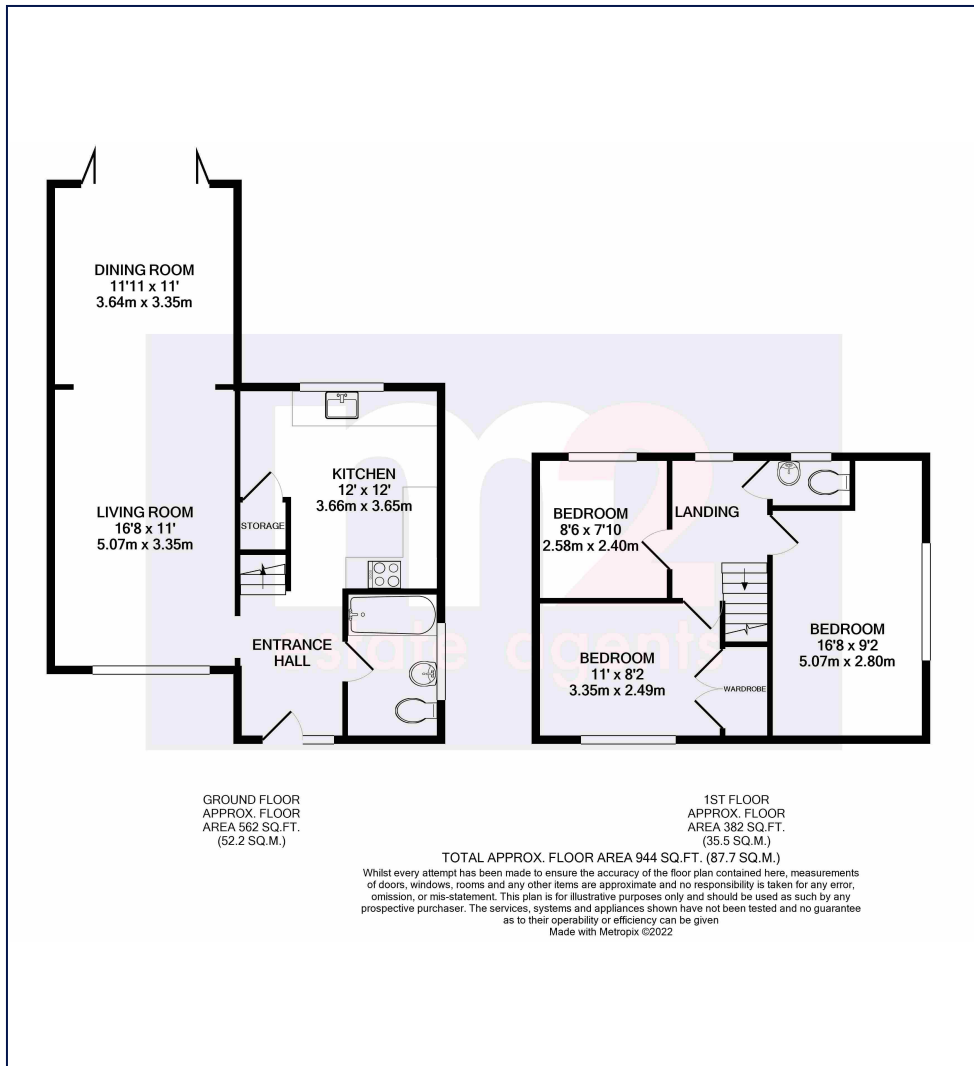 DINING ROOM
11'11 x 11'
3.64m x 3.35m
KITCHEN
12' x 12'
3.66m x 3.65m
LIVING ROOM
16'8 x 11'
5.07m x 3.35m
STORAGE
ENTRANCE
HALL
BEDROOM
8'6 x 7'10
2.58m x 2.40m
LANDING
BEDROOM
16'8 x 9'2
5.07m x 2.80m
BEDROOM
11' x 8'2
3.35m x 2.49m
WARDROBE
m2
estate agents
GROUND FLOOR
APPROX. FLOOR
AREA 562 SQ.FT.
(52.2 SQ.M.)
1ST FLOOR
APPROX. FLOOR
AREA 382 SQ.FT.
(35.5 SQ.M.)
TOTAL APPROX. FLOOR AREA 944 SQ.FT. (87.7 SQ.M.)
Whilst every attempt has been made to ensure the accuracy of the floor plan contained here, measurements
of doors, windows, rooms and any other items are approximate and no responsibility is taken for any error,
omission, or mis-statement. This plan is for illustrative purposes only and should be used as such by any
prospective purchaser. The services, systems and appliances shown have not been tested and no guarantee
as to their operability or efficiency can be given
Made with Metropix ©2022